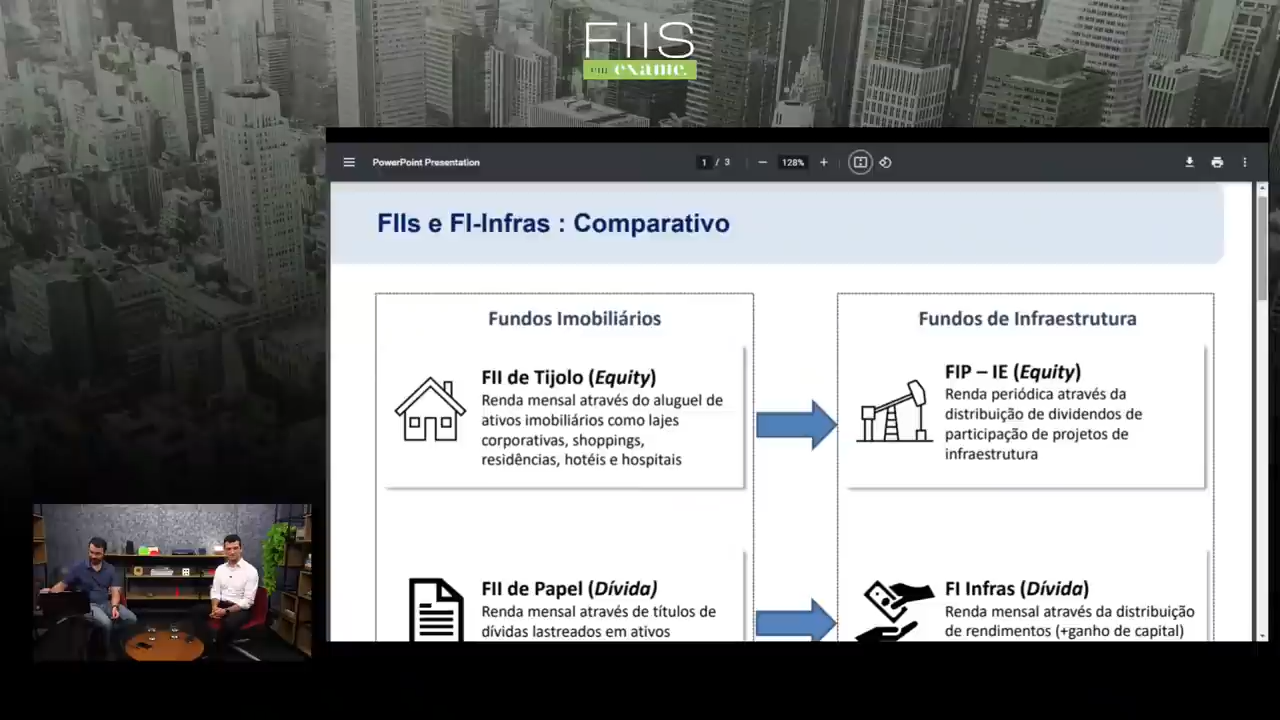 FIIS
em exame.
PowerPoint Presentation
1 / 3
128%
FIIs e FI-Infras : Comparativo
Fundos Imobiliários
FII de Tijolo (Equity)
Renda mensal através do aluguel de
ativos imobiliários como lajes
corporativas, shoppings,
residências, hotéis e hospitais
FII de Papel (Dívida)
Renda mensal através de títulos de
dívidas lastreados em ativos
Fundos de Infraestrutura
FIP – IE (Equity)
Renda periódica através da
distribuição de dividendos de
participação de projetos de
infraestrutura
FI Infras (Dívida)
Renda mensal através da distribuição
de rendimentos (+ganho de capital)